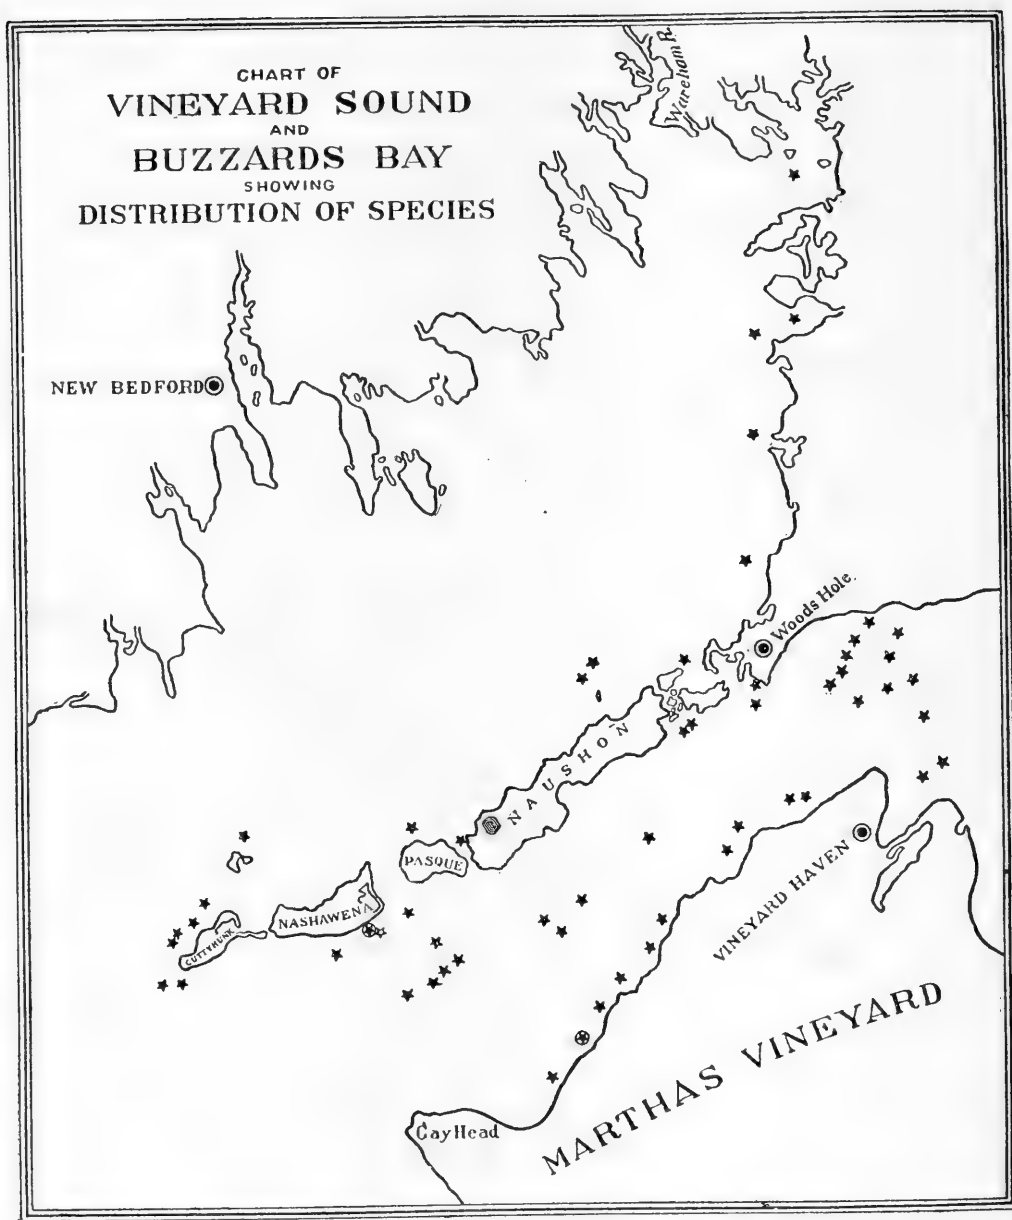 CHART OF
VINEYARD SOUND
AND
BUZZARDS BAY
SHOWING
DISTRIBUTION OF SPECIES
Wareham R.
NEW BEDFORD
Woods Hole.
NAUSHON
PASQUE
NASHAWENA
CUTTYHUNK
VINEYARD HAVEN
MARTHAS VINEYARD
Gay Head